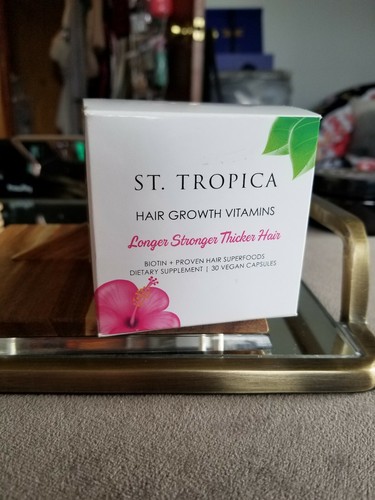 ST. TROPICA
HAIR GROWTH VITAMINS
Longer Stronger Thicker Hair
BIOTIN + PROVEN HAIR SUPERFOODS
DIETARY SUPPLEMENT | 30 VEGAN CAPSULES